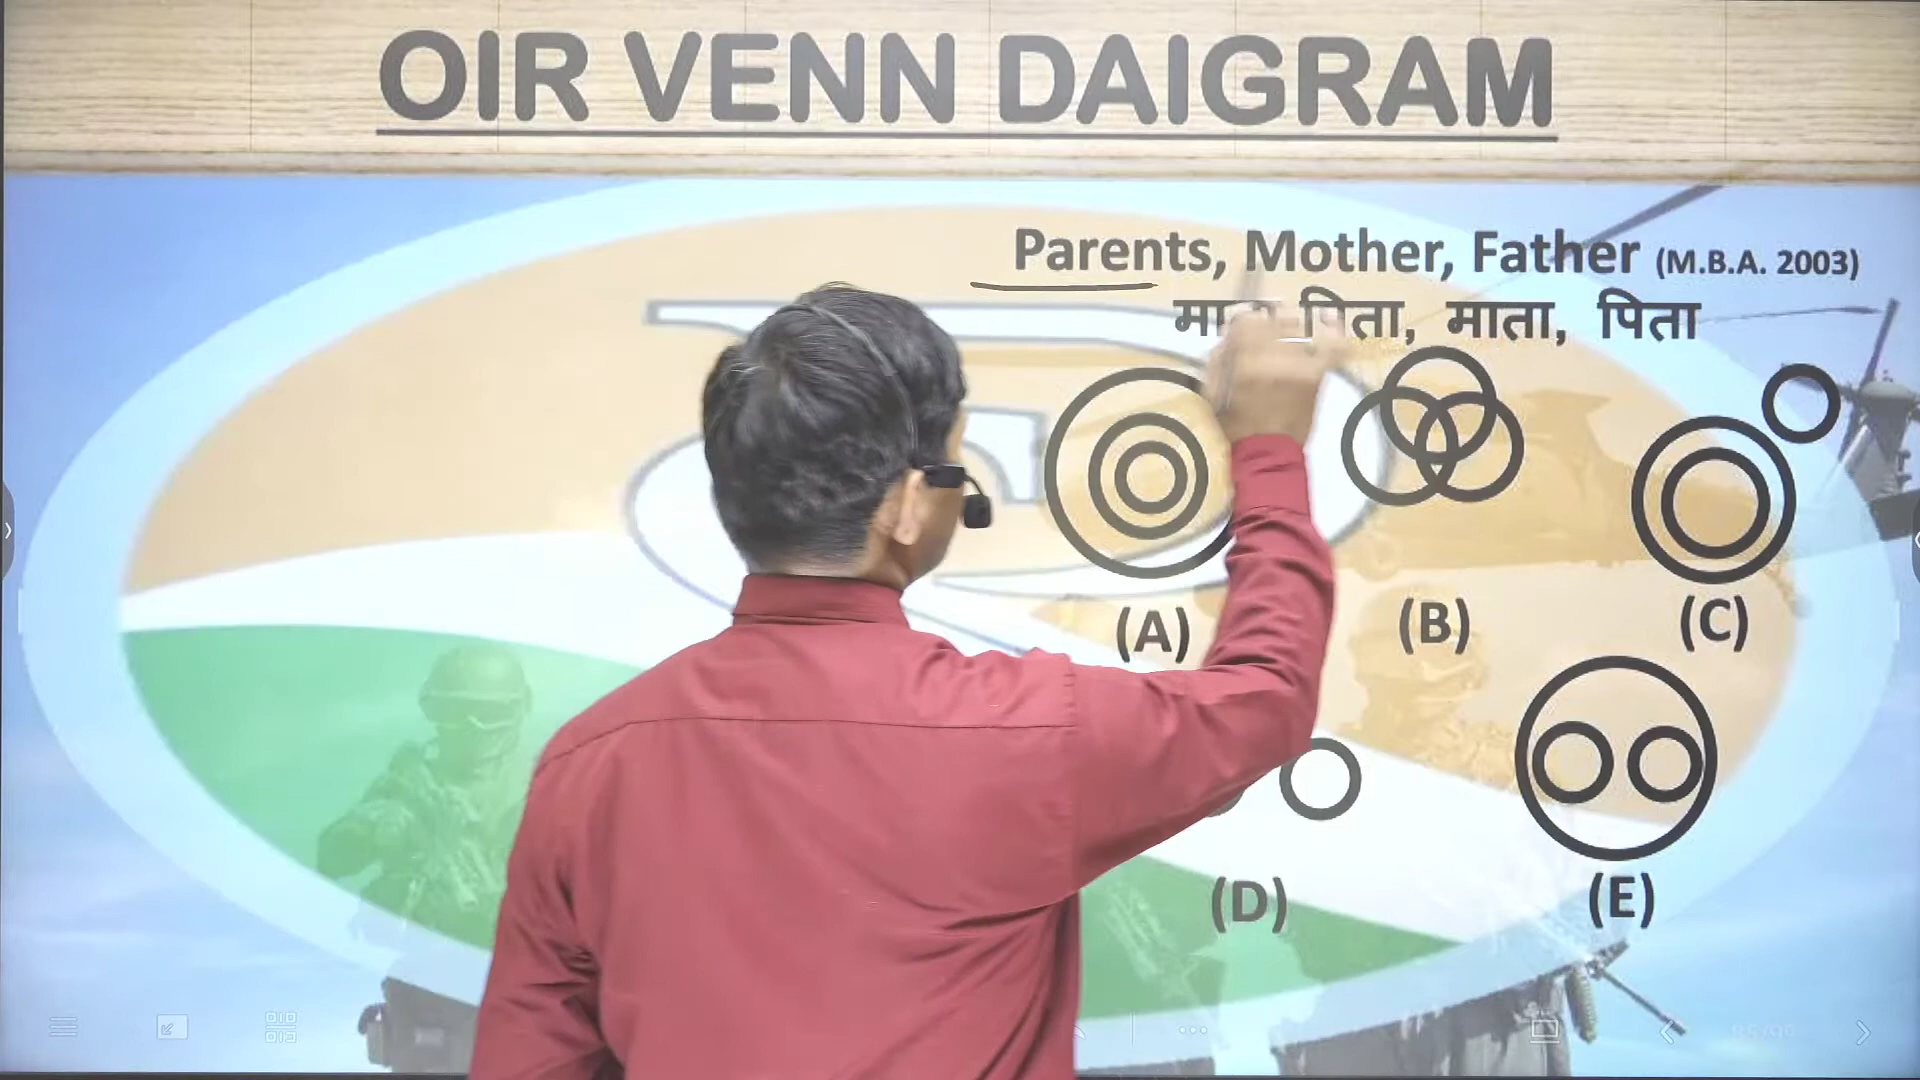 OIR VENN DAIGRAM
Parents, Mother, Father (M.B.A. 2003)
पिता, माता, पिता
(A) (B) (C)
(D) (E)